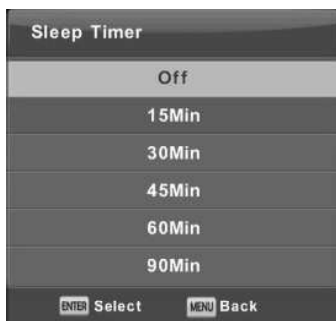 Sleep Timer
Off
15Min
30Min
45Min
60Min
90Min
ENTER Select MENU Back